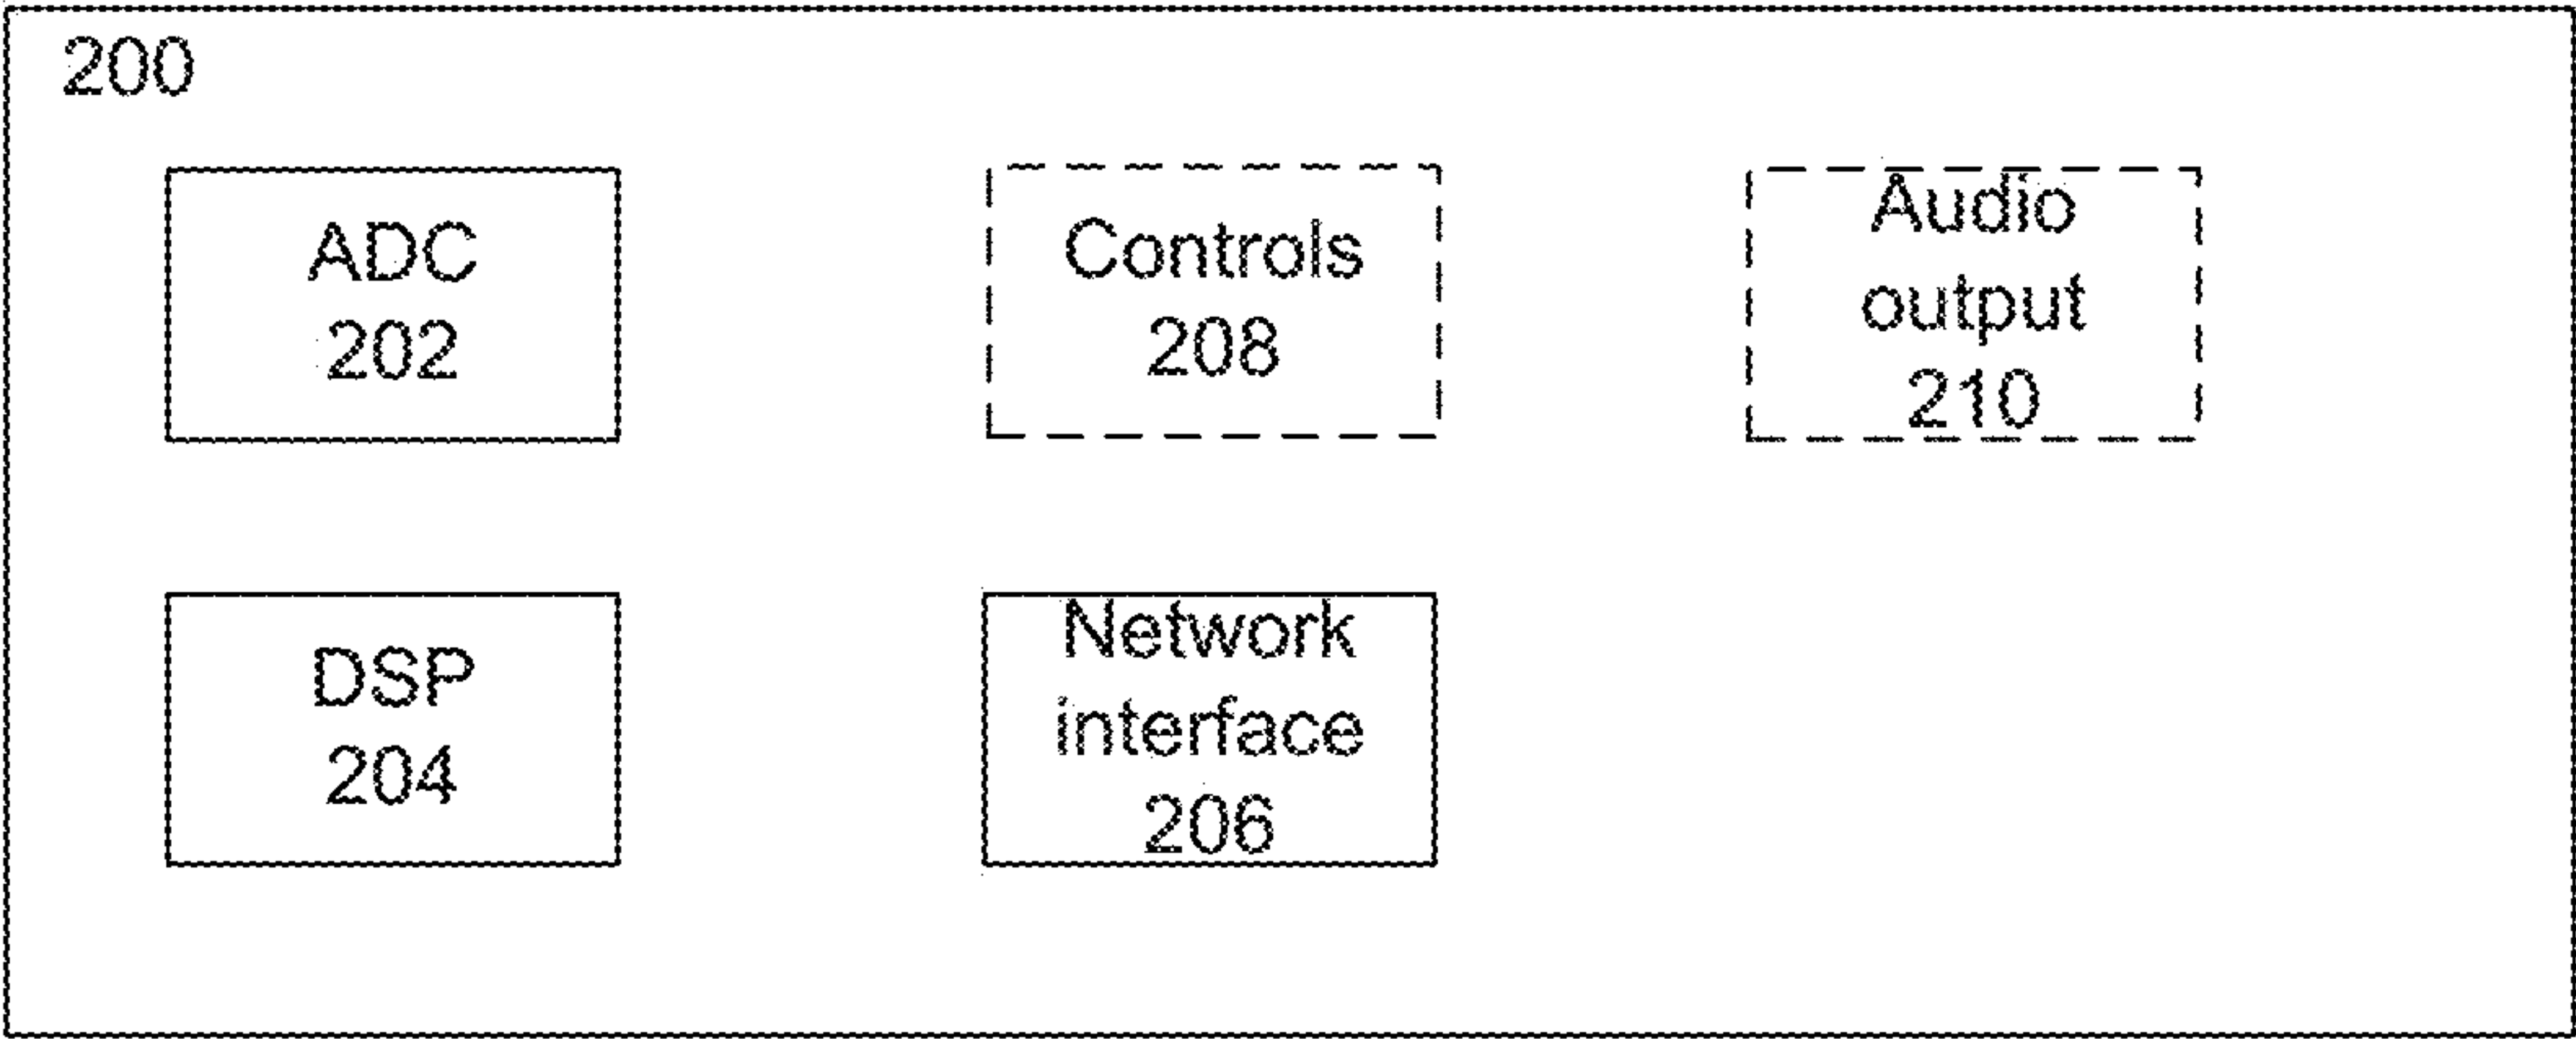 200
ADC
202
Controls
208
Audio
output
210
DSP
204
Network
interface
206